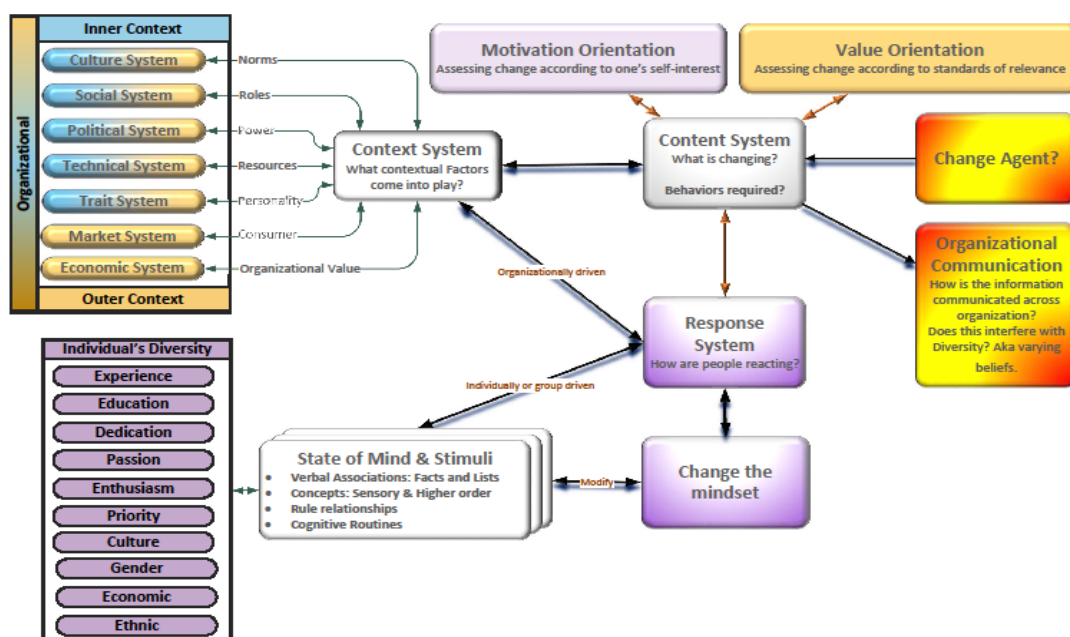 Organizational
Inner Context
Culture System
Social System
Political System
Technical System
Trait System
Market System
Economic System
Outer Context
Norms
Roles
Power
Resources
Personality
Consumer
Organizational Value
Context System
What contextual Factors
come into play?
Motivation Orientation
Assessing change according to one's self-interest
Value Orientation
Assessing change according to standards of relevance
Content System
What is changing?
Behaviors required?
Change Agent?
Organizational
Communication
How is the information
communicated across
organization?
Does this interfere with
Diversity? Aka varying
beliefs.
Organizationally driven
Response
System
How are people reacting?
Individually or group driven
Individual's Diversity
Experience
Education
Dedication
Passion
Enthusiasm
Priority
Culture
Gender
Economic
Ethnic
State of Mind & Stimuli
• Verbal Associations: Facts and Lists
• Concepts: Sensory & Higher order
• Rule relationships
• Cognitive Routines
Modify
Change the
mindset